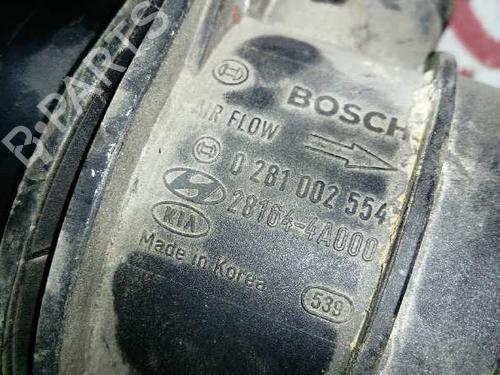 BOSCH
AIR FLOW
0 281 002 554
28164-4A000
KIA
Made in Korea
539
B-PARTS